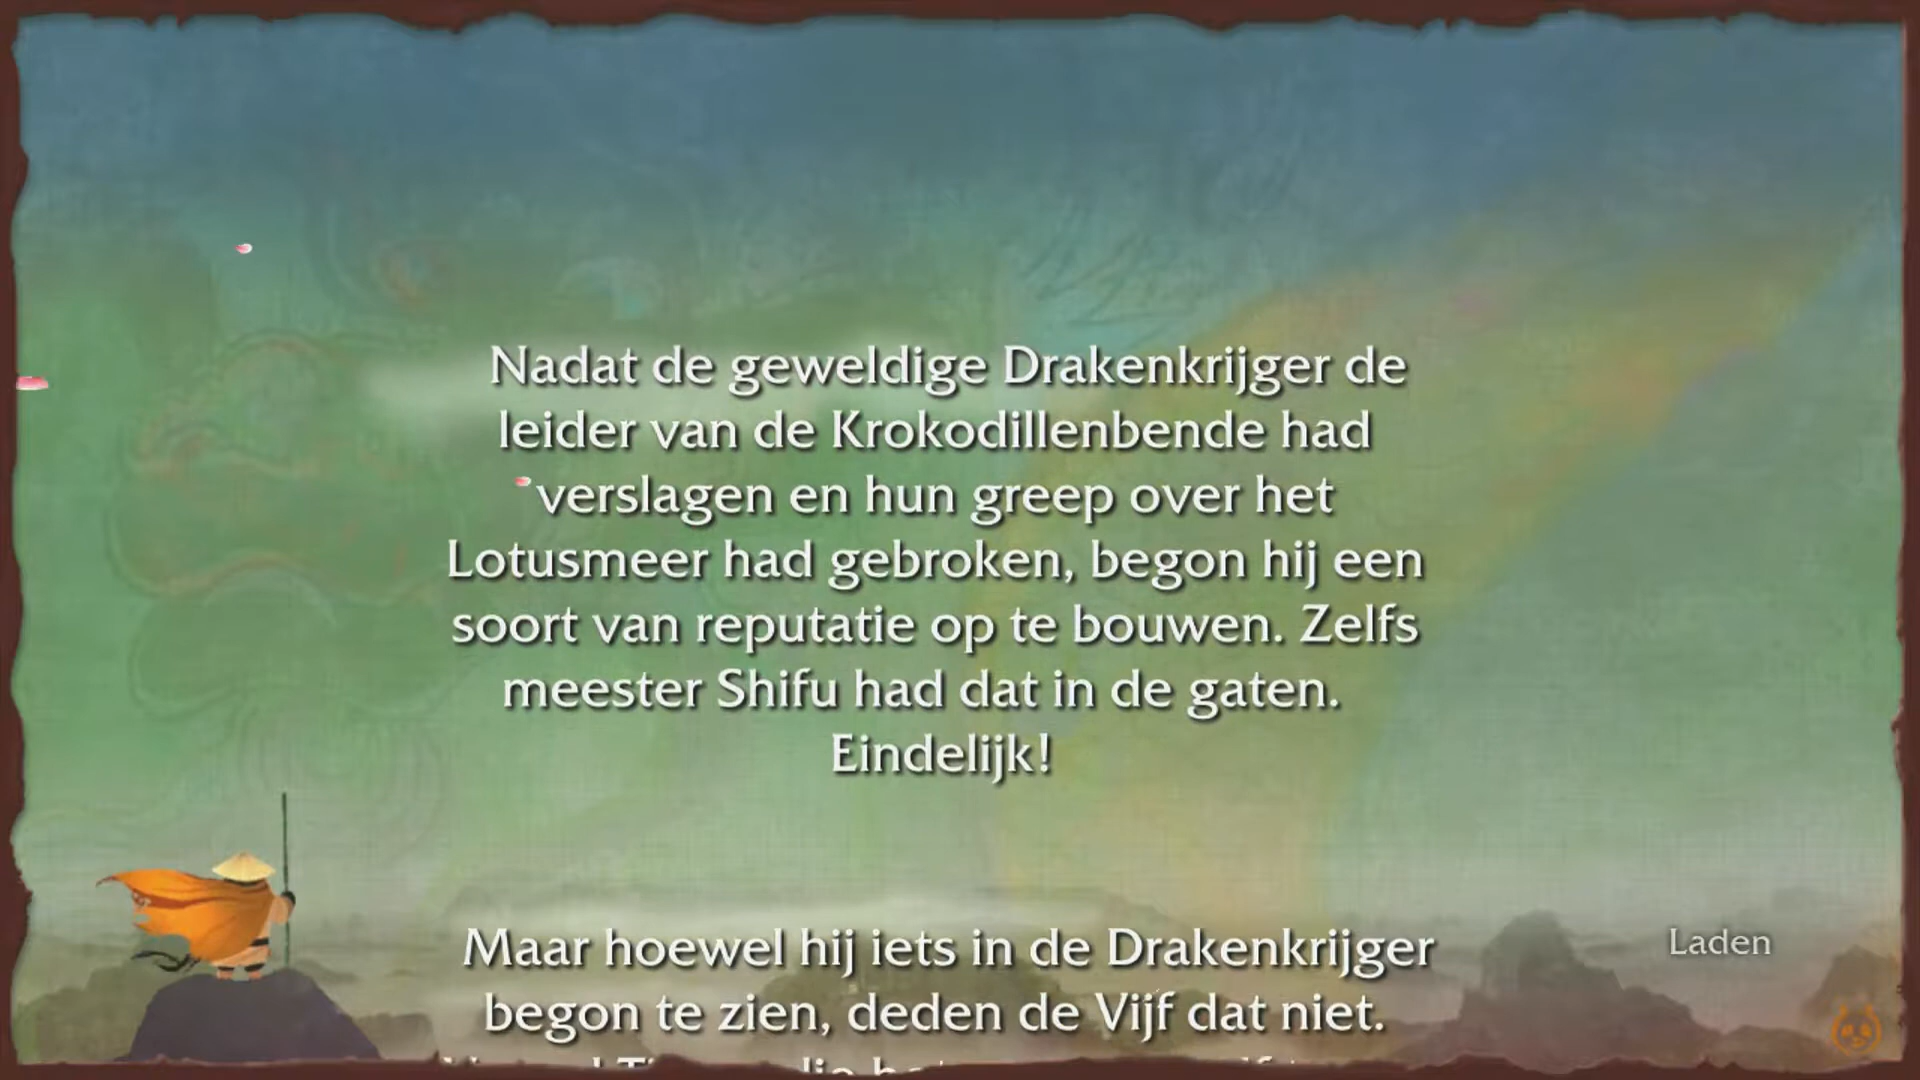 Nadat de geweldige Drakenkrijger de
leider van de Krokodillenbende had
verslagen en hun greep over het
Lotusmeer had gebroken, begon hij een
soort van reputatie op te bouwen. Zelfs
meester Shifu had dat in de gaten.
Eindelijk!
Maar hoewel hij iets in de Drakenkrijger
begon te zien, deden de Vijf dat niet.
Laden